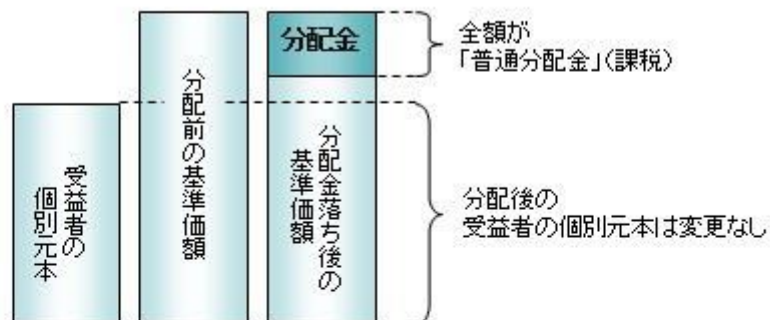 受益者の
個別元本
分配前の基準価額
分配金
分配金落ち後の
基準価額
全額が
「普通分配金」(課税)
分配後の
受益者の個別元本は変更なし